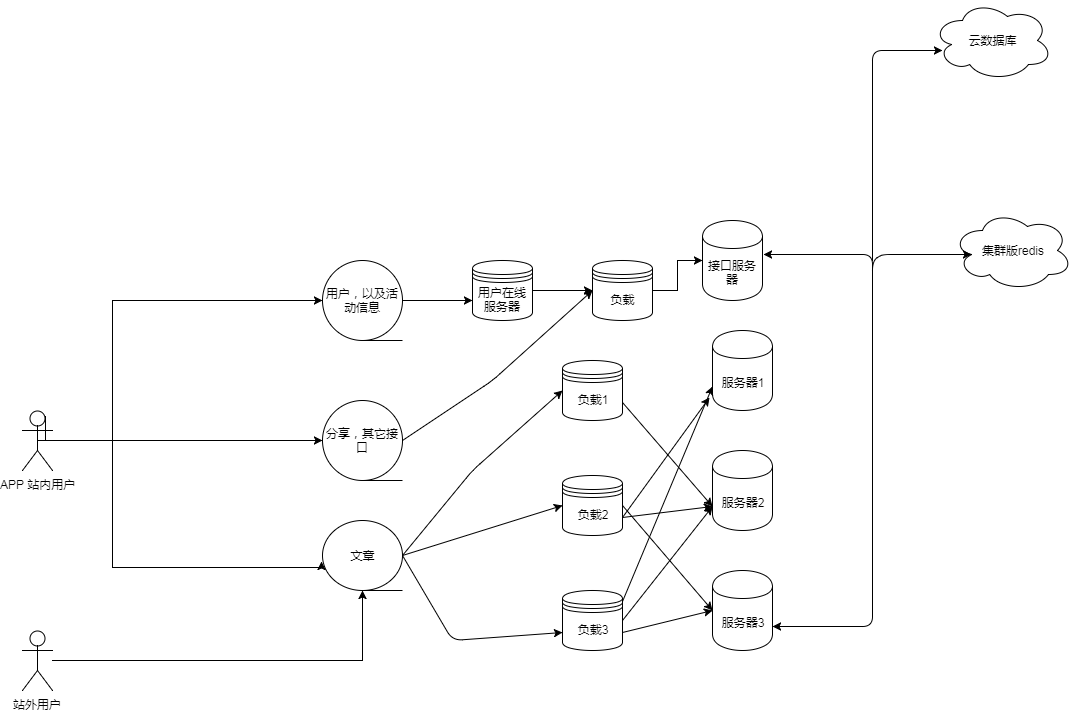 云数据库
集群版redis
接口服务
器
用户，以及活
动信息
用户在线
服务器
负载
服务器1
负载1
分享，其它接
口
APP 站内用户
服务器2
负载2
文章
服务器3
负载3
站外用户